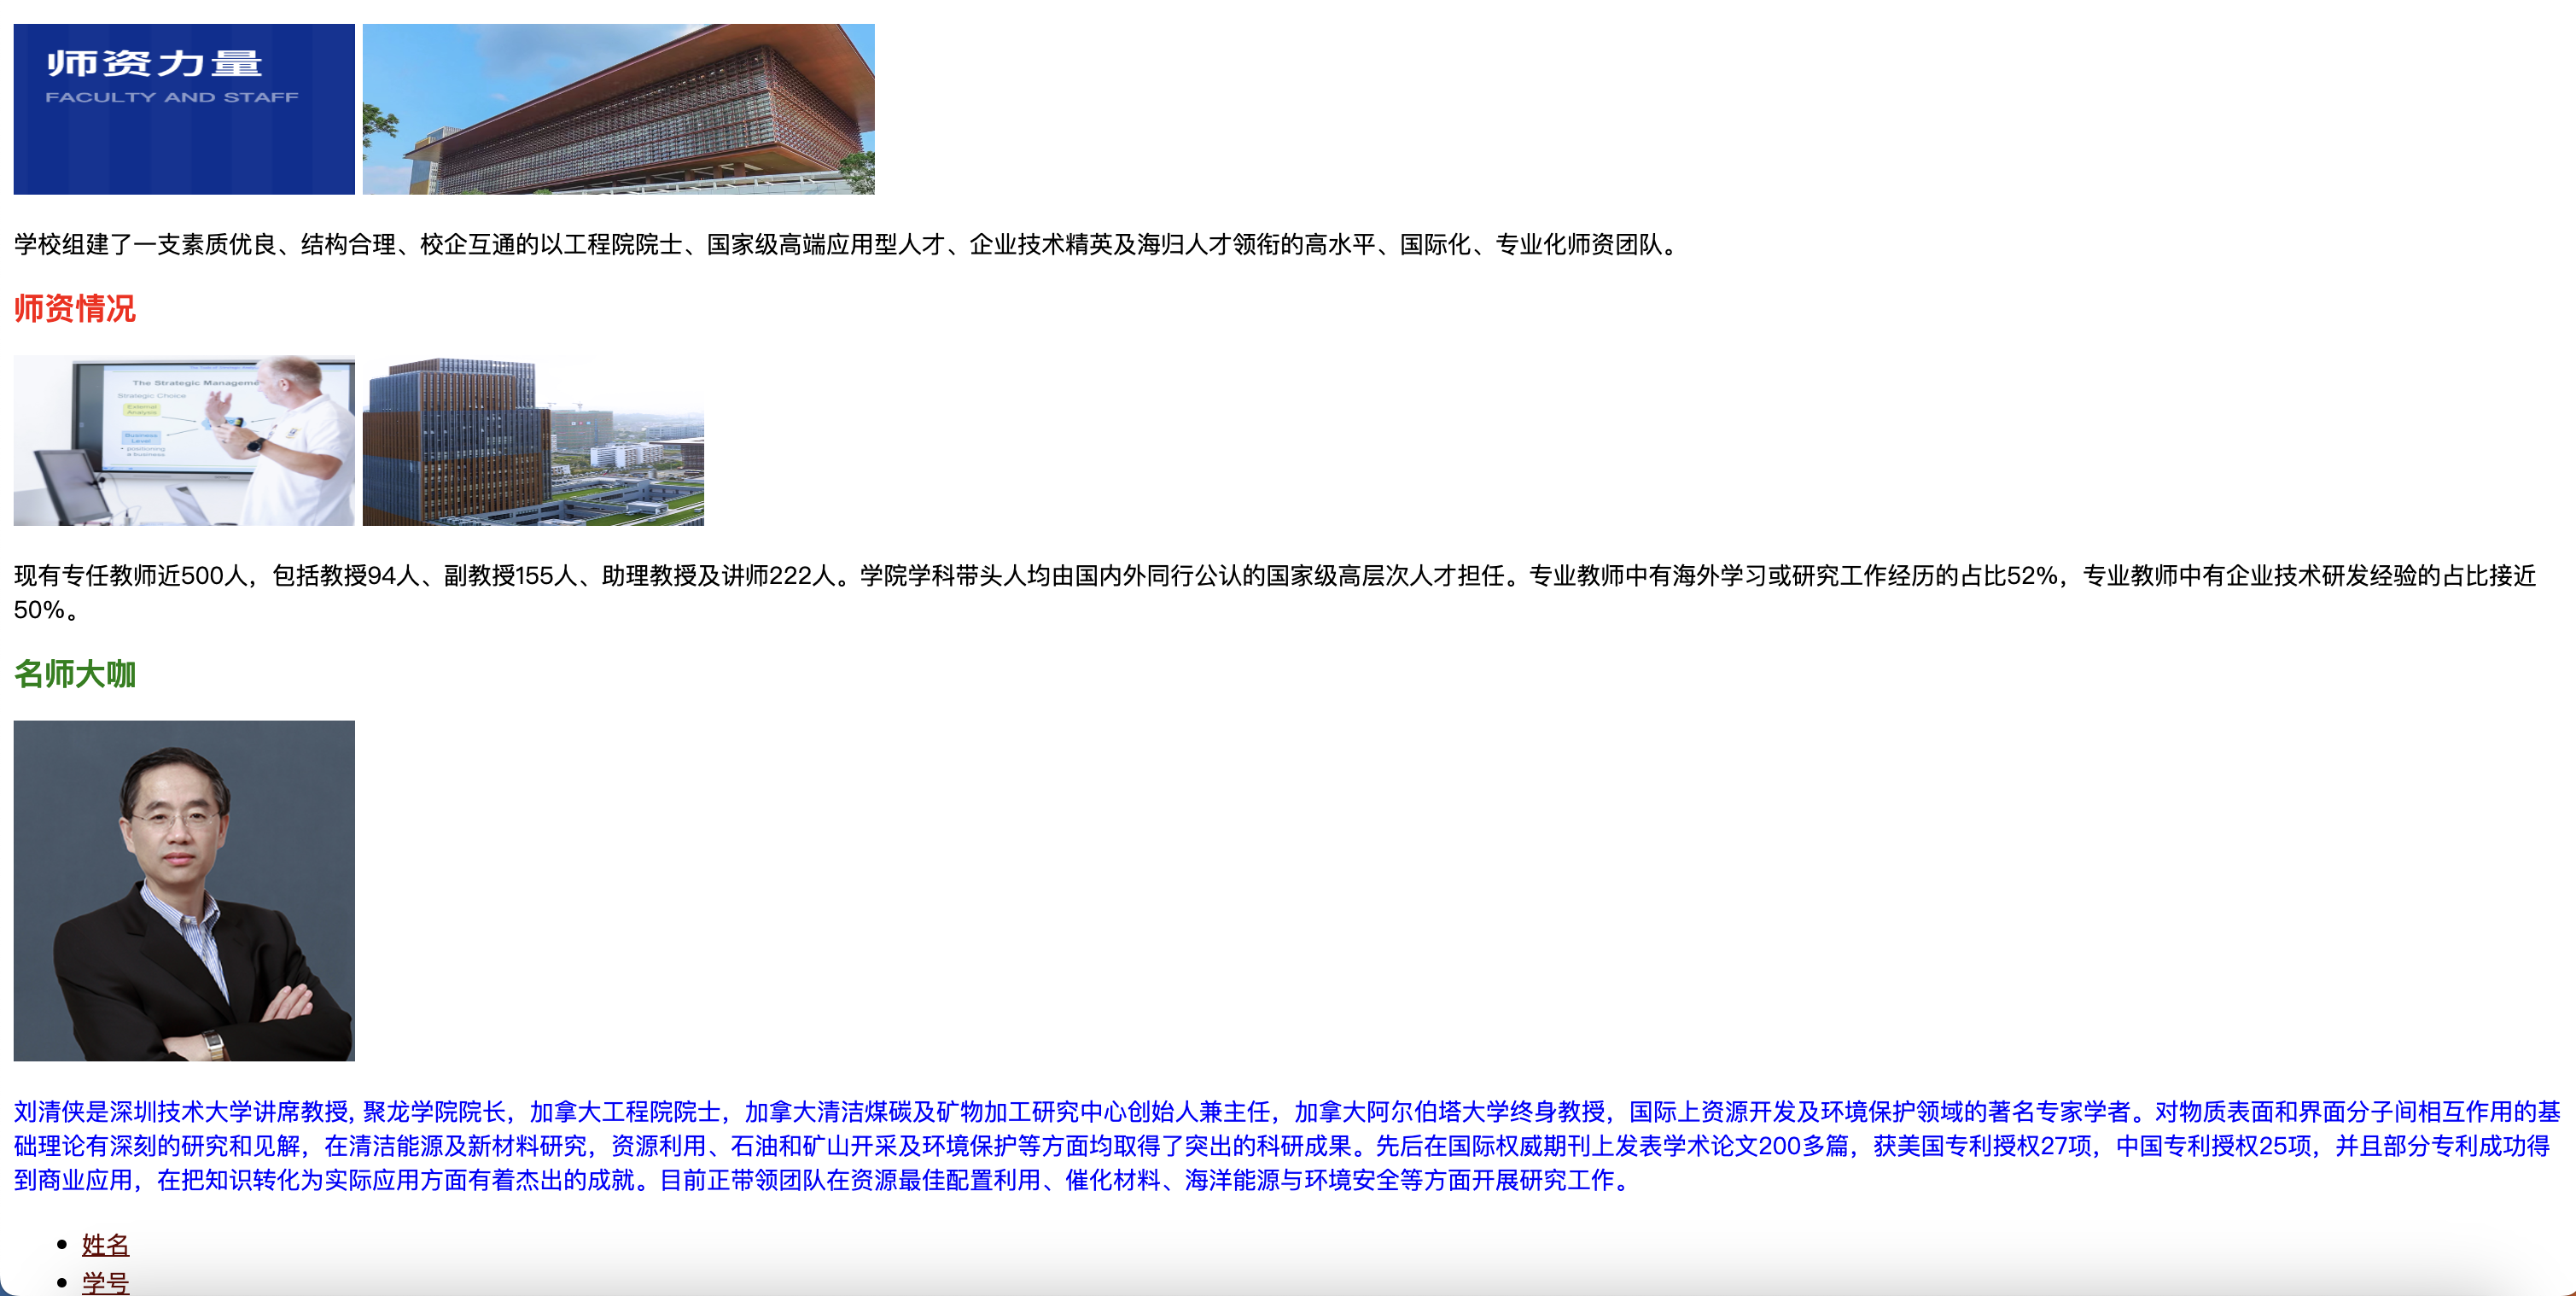 师资力量
FACULTY AND STAFF
学校组建了一支素质优良、结构合理、校企互通的以工程院院士、国家级高端应用型人才、企业技术精英及海归人才领衔的高水平、国际化、专业化师资团队。
师资情况
The Strategic Manageme
Strategic Choice
External
Analysis
Business
Level
• positioning
a business
现有专任教师近500人，包括教授94人、副教授155人、助理教授及讲师222人。学院学科带头人均由国内外同行公认的国家级高层次人才担任。专业教师中有海外学习或研究工作经历的占比52%，专业教师中有企业技术研发经验的占比接近
50%。
名师大咖
刘清侠是深圳技术大学讲席教授, 聚龙学院院长，加拿大工程院院士，加拿大清洁煤碳及矿物加工研究中心创始人兼主任，加拿大阿尔伯塔大学终身教授，国际上资源开发及环境保护领域的著名专家学者。对物质表面和界面分子间相互作用的基
础理论有深刻的研究和见解，在清洁能源及新材料研究，资源利用、石油和矿山开采及环境保护等方面均取得了突出的科研成果。先后在国际权威期刊上发表学术论文200多篇，获美国专利授权27项，中国专利授权25项，并且部分专利成功得
到商业应用，在把知识转化为实际应用方面有着杰出的成就。目前正带领团队在资源最佳配置利用、催化材料、海洋能源与环境安全等方面开展研究工作。
• 姓名
• 学号